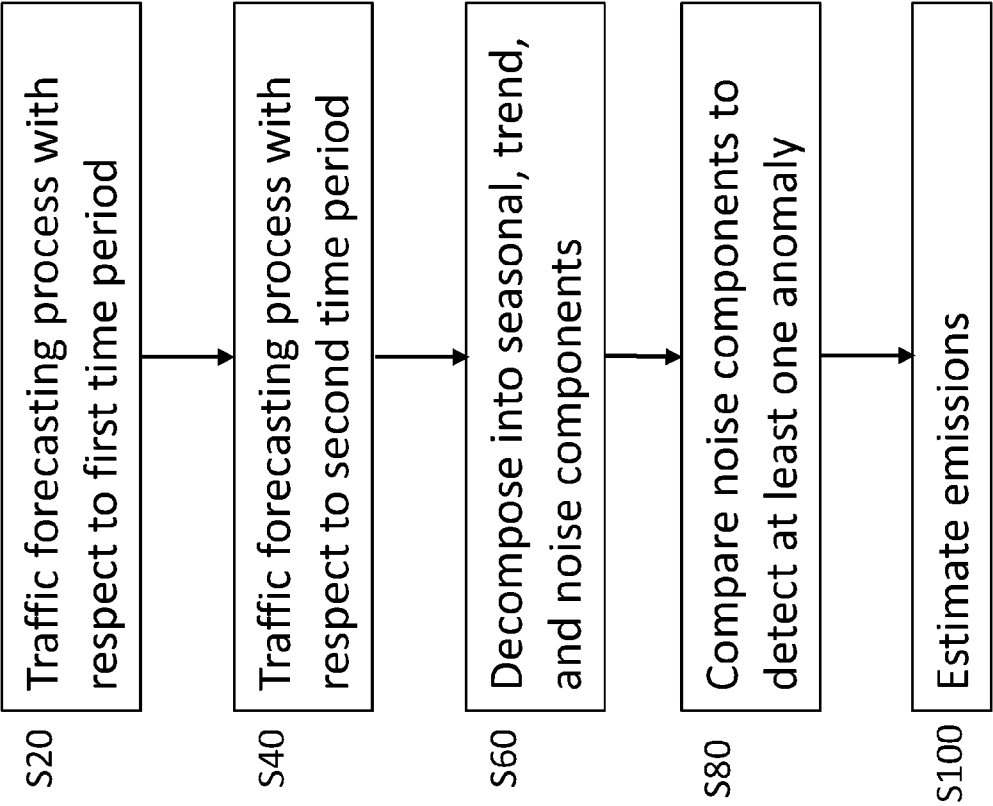 S20
Traffic forecasting process with
respect to first time period
S40
Traffic forecasting process with
respect to second time period
S60
Decompose into seasonal, trend,
and noise components
S80
Compare noise components to
detect at least one anomaly
S100
Estimate emissions